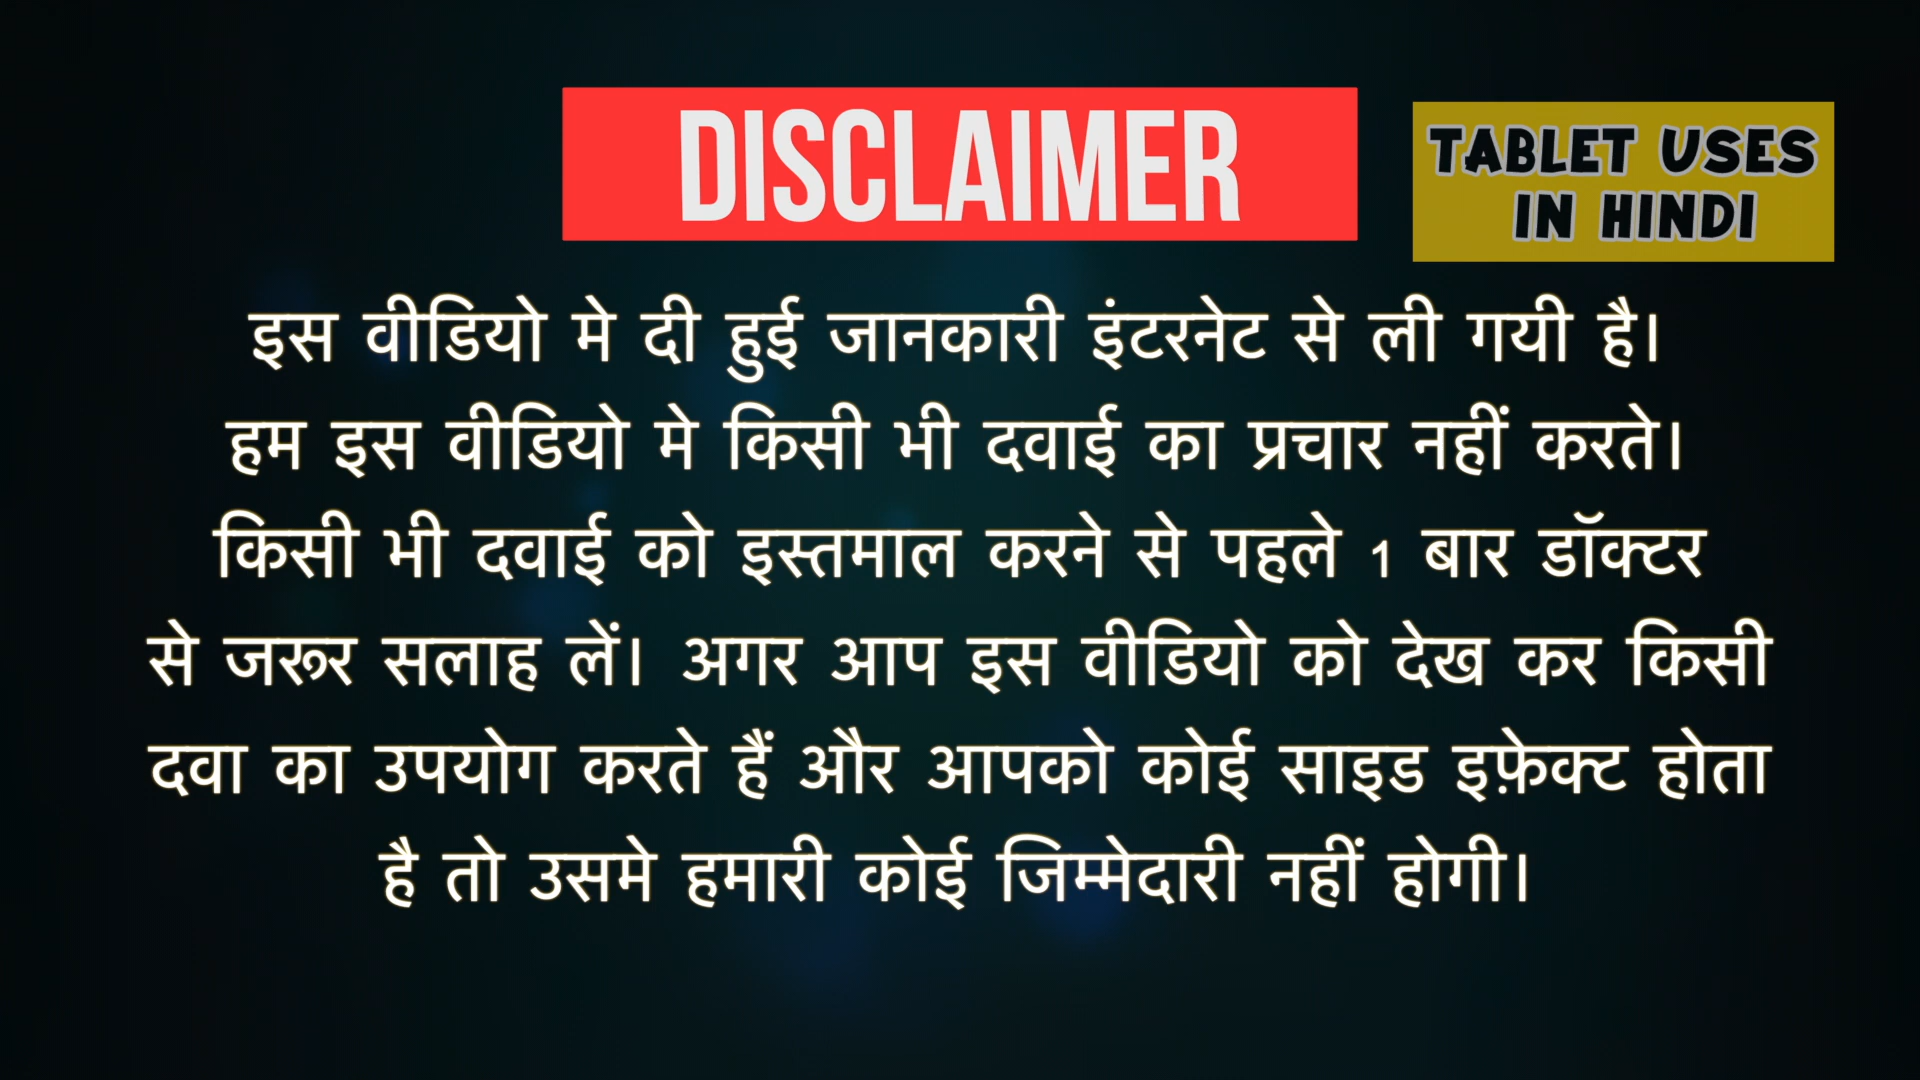 DISCLAIMER
TABLET USES
IN HINDI
इस वीडियो मे दी हुई जानकारी इंटरनेट से ली गयी है।
हम इस वीडियो मे किसी भी दवाई का प्रचार नहीं करते।
किसी भी दवाई को इस्तमाल करने से पहले 1 बार डॉक्टर
से जरूर सलाह लें। अगर आप इस वीडियो को देख कर किसी
दवा का उपयोग करते हैं और आपको कोई साइड इफ़ेक्ट होता
है तो उसमे हमारी कोई जिम्मेदारी नहीं होगी।